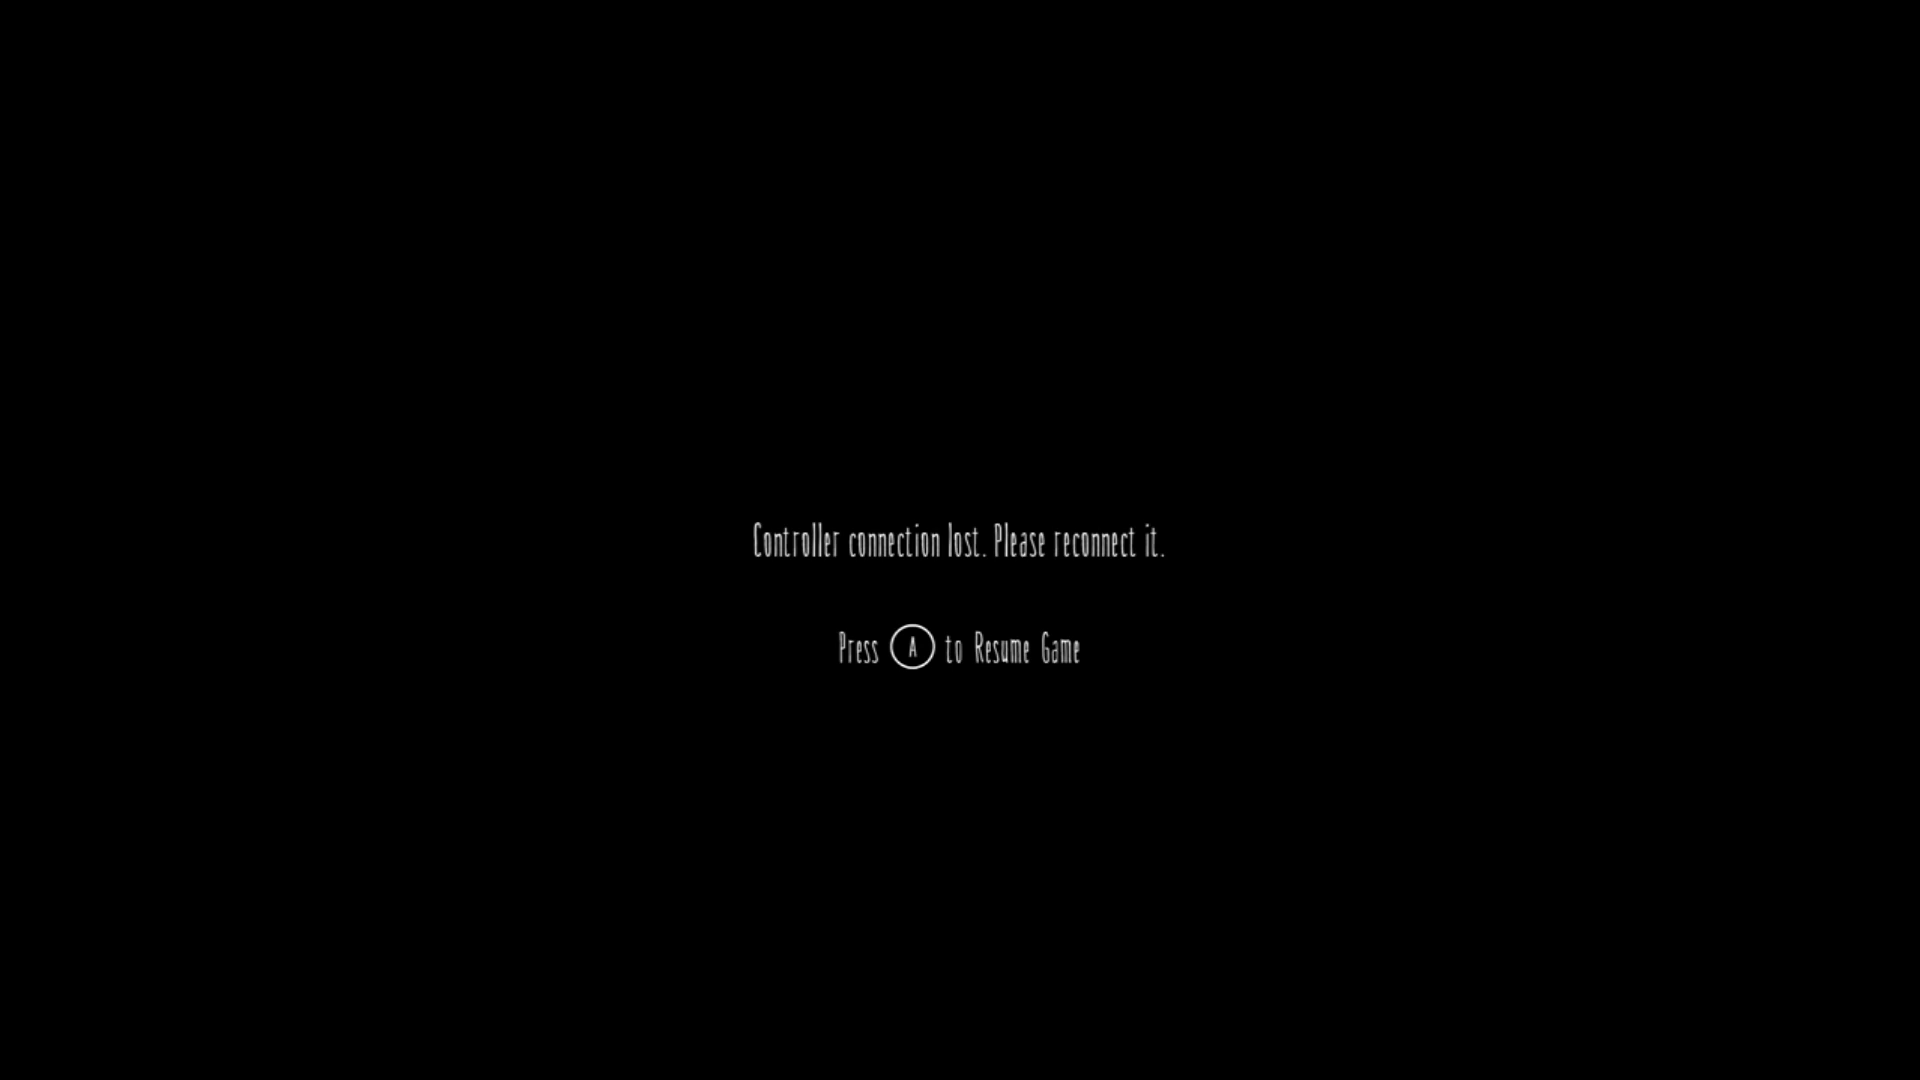 Controller connection lost. Please reconnect it.
Press A to Resume Game